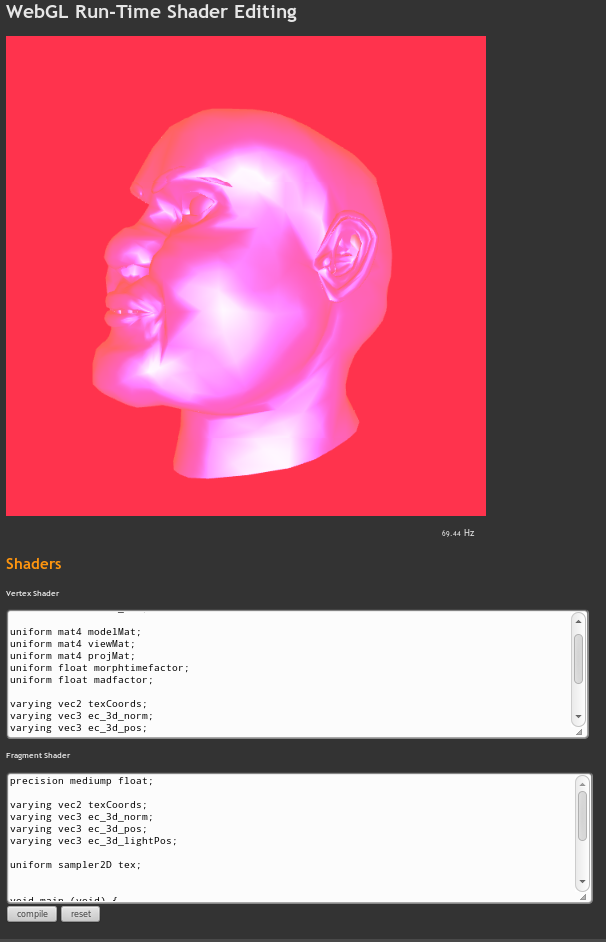 WebGL Run-Time Shader Editing
69.44 Hz
Shaders
Vertex Shader
uniform mat4 modelMat;
uniform mat4 viewMat;
uniform mat4 projMat;
uniform float morphtimefactor;
uniform float madfactor;
varying vec2 texCoords;
varying vec3 ec_3d_norm;
varying vec3 ec_3d_pos;
Fragment Shader
precision mediump float;
varying vec2 texCoords;
varying vec3 ec_3d_norm;
varying vec3 ec_3d_pos;
varying vec3 ec_3d_lightPos;
uniform sampler2D tex;
void main (void) {
compile reset